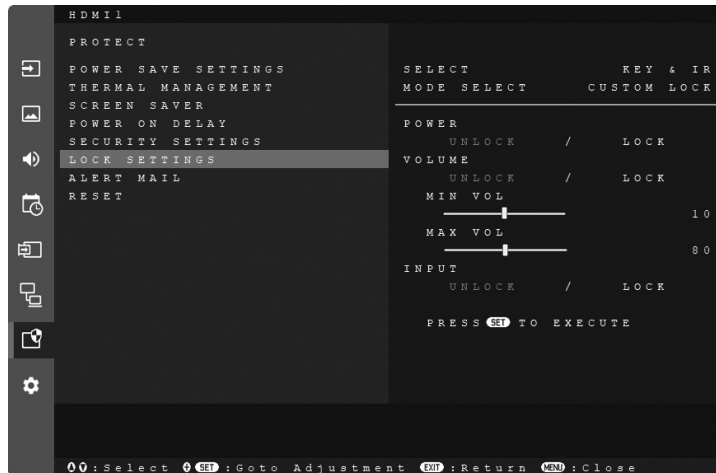 HDMI1
PROTECT
POWER SAVE SETTINGS
THERMAL MANAGEMENT
SCREEN SAVER
POWER ON DELAY
SECURITY SETTINGS
LOCK SETTINGS
ALERT MAIL
RESET
SELECT KEY & IR
MODE SELECT CUSTOM LOCK
POWER
UNLOCK / LOCK
VOLUME
UNLOCK / LOCK
MIN VOL
10
MAX VOL
80
INPUT
UNLOCK / LOCK
PRESS SET TO EXECUTE
:Select SET:Goto Adjustment EXIT:Return MENU:Close